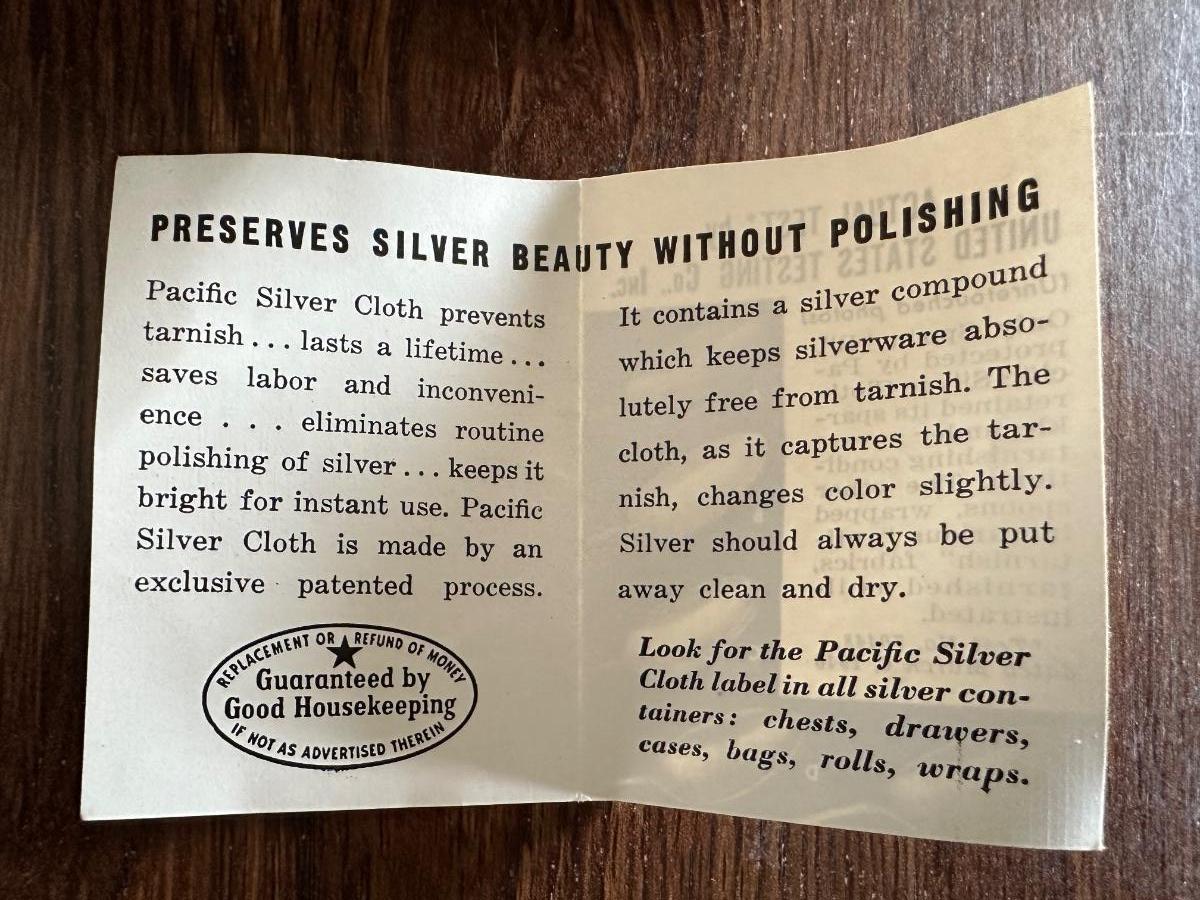 PRESERVES SILVER BEAUTY WITHOUT POLISHING
Pacific Silver Cloth prevents
tarnish . . . lasts a lifetime . . .
saves labor and inconveni-
ence . . . eliminates routine
polishing of silver . . . keeps it
bright for instant use. Pacific
Silver Cloth is made by an
exclusive patented process.
REPLACEMENT OR ★ REFUND OF MONEY
Guaranteed by
Good Housekeeping
IF NOT AS ADVERTISED THEREIN
It contains a silver compound
which keeps silverware abso-
lutely free from tarnish. The
cloth, as it captures the tar-
nish, changes color slightly.
Silver should always be put
away clean and dry.
Look for the Pacific Silver
Cloth label in all silver con-
tainers: chests, drawers,
cases, bags, rolls, wraps.
UNITED STATES TESTING CO., Inc.